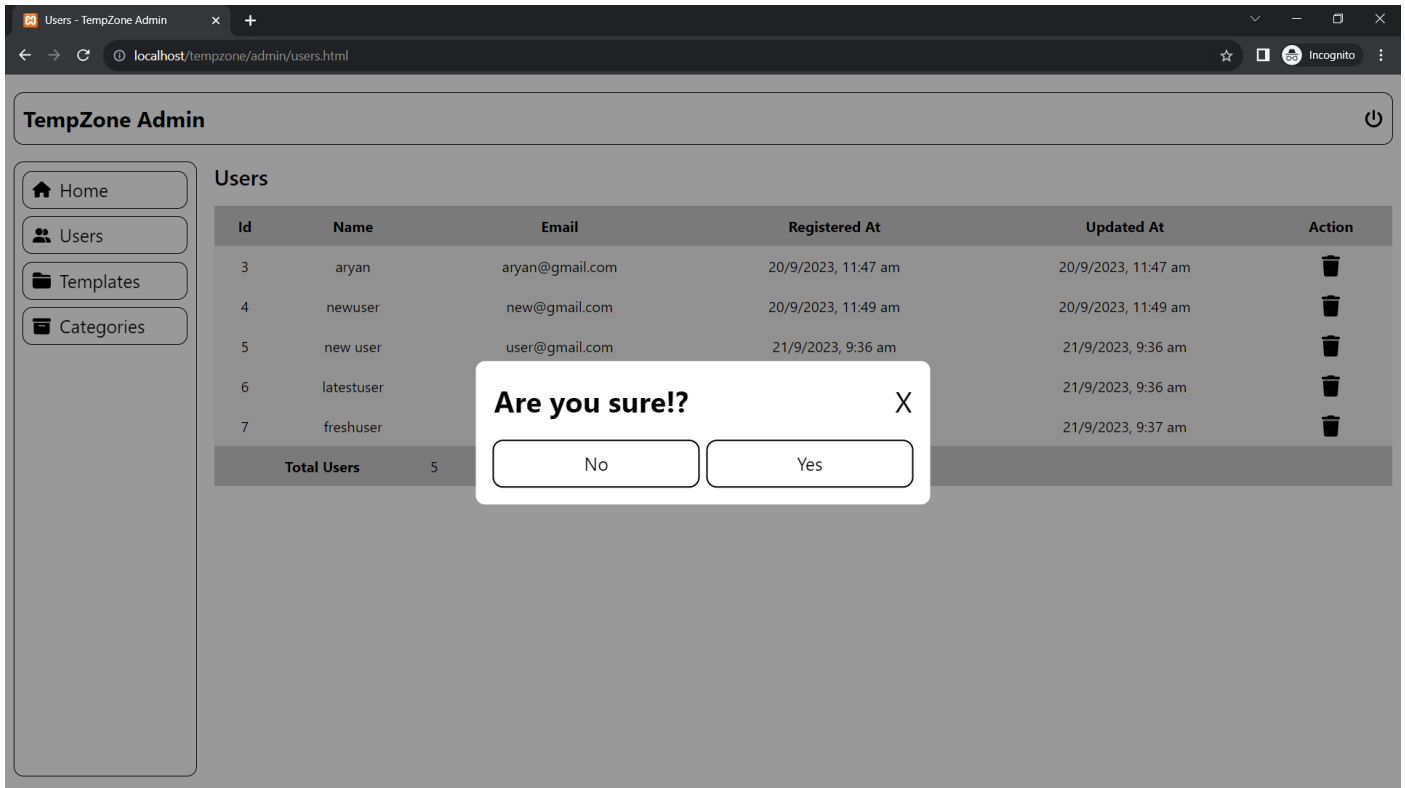 Users - TempZone Admin
localhost/tempzone/admin/users.html
Incognito
TempZone Admin
Home
Users
Templates
Categories
Users
Id Name Email Registered At Updated At Action
3 aryan aryan@gmail.com 20/9/2023, 11:47 am 20/9/2023, 11:47 am
4 newuser new@gmail.com 20/9/2023, 11:49 am 20/9/2023, 11:49 am
5 new user user@gmail.com 21/9/2023, 9:36 am 21/9/2023, 9:36 am
6 latestuser 21/9/2023, 9:36 am
7 freshuser 21/9/2023, 9:37 am
Total Users 5
Are you sure!? X
No Yes